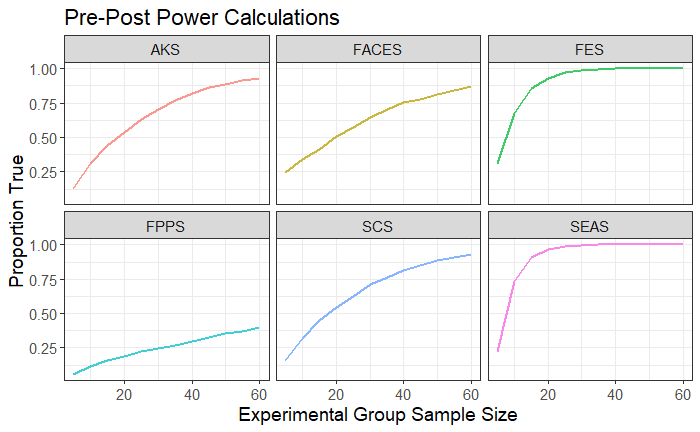 Pre-Post Power Calculations
AKS FACES FES
1.00
0.75
0.50
0.25
Proportion True
FPPS SCS SEAS
1.00
0.75
0.50
0.25
20 40 60 20 40 60 20 40 60
Experimental Group Sample Size